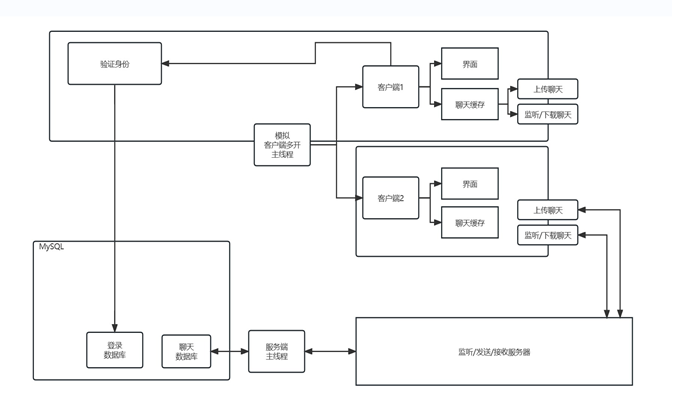 验证身份
客户端1
界面
聊天缓存
上传聊天
监听/下载聊天
模拟
客户端多开
主线程
客户端2
界面
聊天缓存
上传聊天
监听/下载聊天
MySQL
登录
数据库
聊天
数据库
服务端
主线程
监听/发送/接收服务器